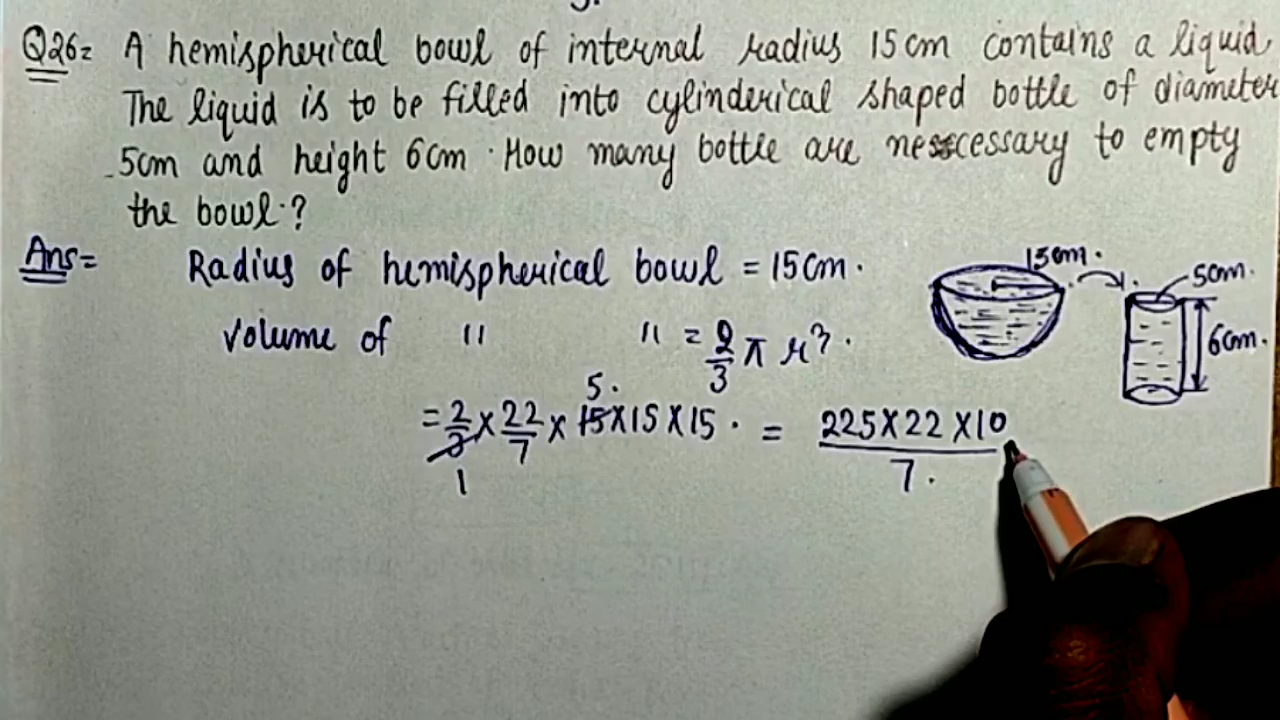 Q26= A hemispherical bowl of internal radius 15cm contains a liquid.
The liquid is to be filled into cylinderical shaped bottle of diameter
5cm and height 6cm. How many bottle are nesscessary to empty
the bowl.?
Ans= Radius of hemispherical bowl = 15cm.
Volume of " " = 2/3 π r³.
= 2/3 × 22/7 × 15 × 15 × 15. = 225×22×10/7.
5.
1
15cm.
5cm.
6cm.